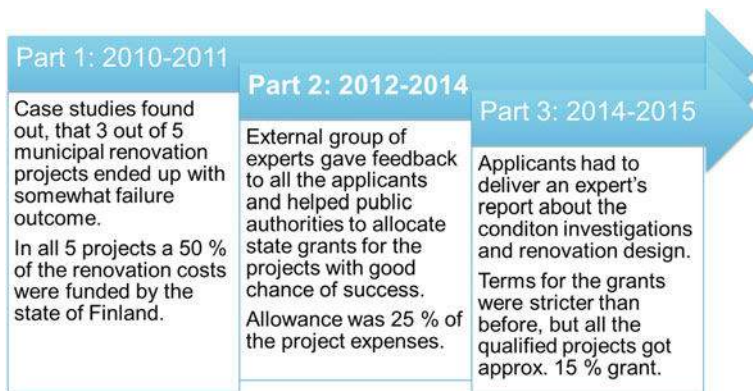 Part 1: 2010-2011
Case studies found
out, that 3 out of 5
municipal renovation
projects ended up with
somewhat failure
outcome.
In all 5 projects a 50 %
of the renovation costs
were funded by the
state of Finland.
Part 2: 2012-2014
External group of
experts gave feedback
to all the applicants
and helped public
authorities to allocate
state grants for the
projects with good
chance of success.
Allowance was 25 % of
the project expenses.
Part 3: 2014-2015
Applicants had to
deliver an expert's
report about the
conditon investigations
and renovation design.
Terms for the grants
were stricter than
before, but all the
qualified projects got
approx. 15 % grant.